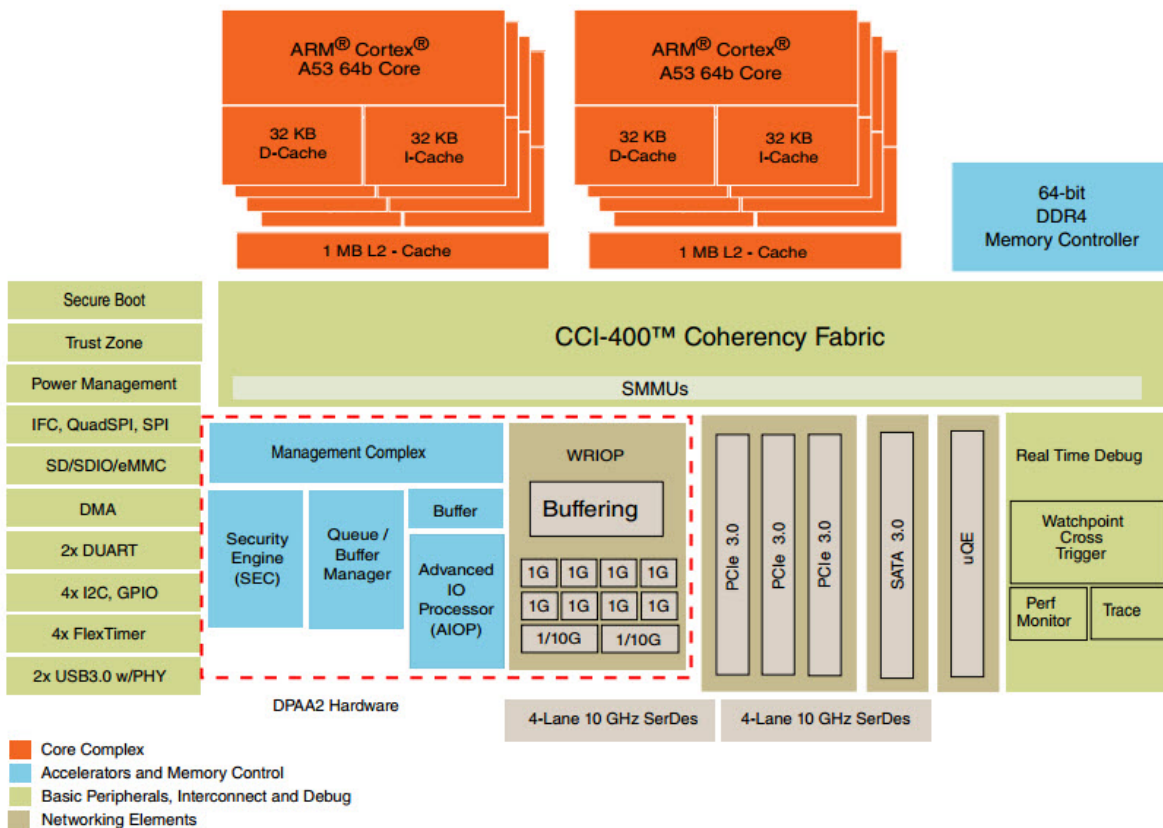 ARM® Cortex®
A53 64b Core
32 KB
D-Cache
32 KB
I-Cache
1 MB L2 - Cache
ARM® Cortex®
A53 64b Core
32 KB
D-Cache
32 KB
I-Cache
1 MB L2 - Cache
64-bit
DDR4
Memory Controller
Secure Boot
Trust Zone
Power Management
IFC, QuadSPI, SPI
SD/SDIO/eMMC
DMA
2x DUART
4x I2C, GPIO
4x FlexTimer
2x USB3.0 w/PHY
CCI-400™ Coherency Fabric
SMMUs
Management Complex
Security
Engine
(SEC)
Queue /
Buffer
Manager
Buffer
Advanced
IO
Processor
(AIOP)
WRIOP
Buffering
1G 1G 1G 1G
1G 1G 1G 1G
1/10G 1/10G
DPAA2 Hardware
PCIe 3.0
PCIe 3.0
PCIe 3.0
SATA 3.0
uQE
Real Time Debug
Watchpoint
Cross
Trigger
Perf
Monitor
Trace
4-Lane 10 GHz SerDes
4-Lane 10 GHz SerDes
Core Complex
Accelerators and Memory Control
Basic Peripherals, Interconnect and Debug
Networking Elements